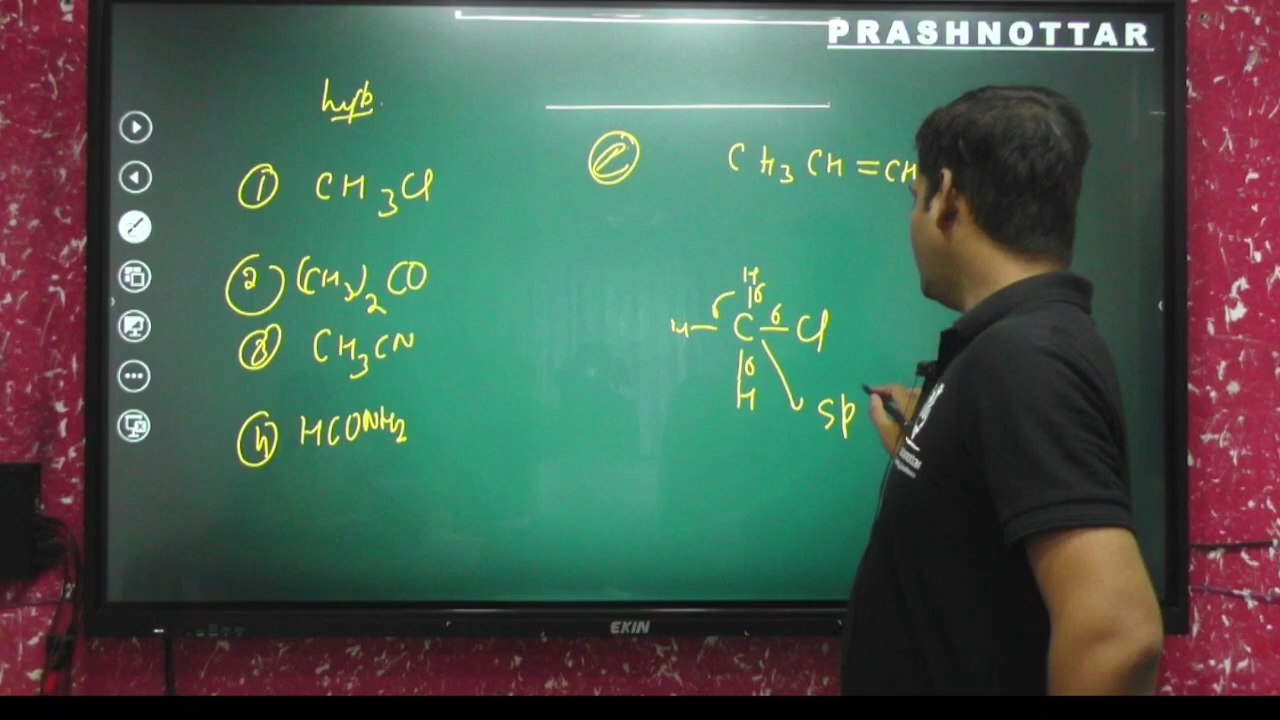 PRASHNOTTAR
hyb.
① CH3Cl
② (CH3)2CO
③ CH3CN
④ HCONH2
CH3CH=CH
H
σ σ
H—C—Cl
σ
σ
H
sp
EKIN